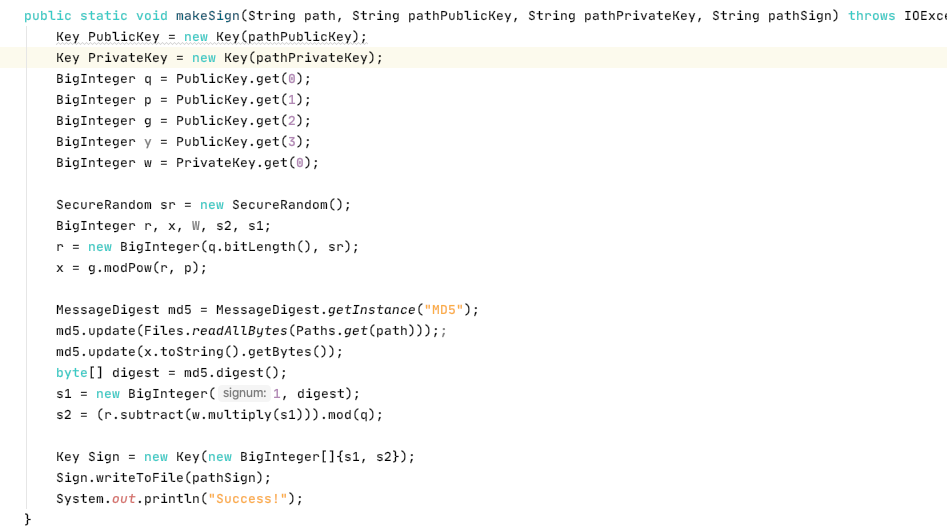 public static void makeSign(String path, String pathPublicKey, String pathPrivateKey, String pathSign) throws IOExce
Key PublicKey = new Key(pathPublicKey);
Key PrivateKey = new Key(pathPrivateKey);
BigInteger q = PublicKey.get(0);
BigInteger p = PublicKey.get(1);
BigInteger g = PublicKey.get(2);
BigInteger y = PublicKey.get(3);
BigInteger w = PrivateKey.get(0);
SecureRandom sr = new SecureRandom();
BigInteger r, x, W, s2, s1;
r = new BigInteger(q.bitLength(), sr);
x = g.modPow(r, p);
MessageDigest md5 = MessageDigest.getInstance("MD5");
md5.update(Files.readAllBytes(Paths.get(path)));;
md5.update(x.toString().getBytes());
byte[] digest = md5.digest();
s1 = new BigInteger( signum: 1, digest);
s2 = (r.subtract(w.multiply(s1))).mod(q);
Key Sign = new Key(new BigInteger[]{s1, s2});
Sign.writeToFile(pathSign);
System.out.println("Success!");
}